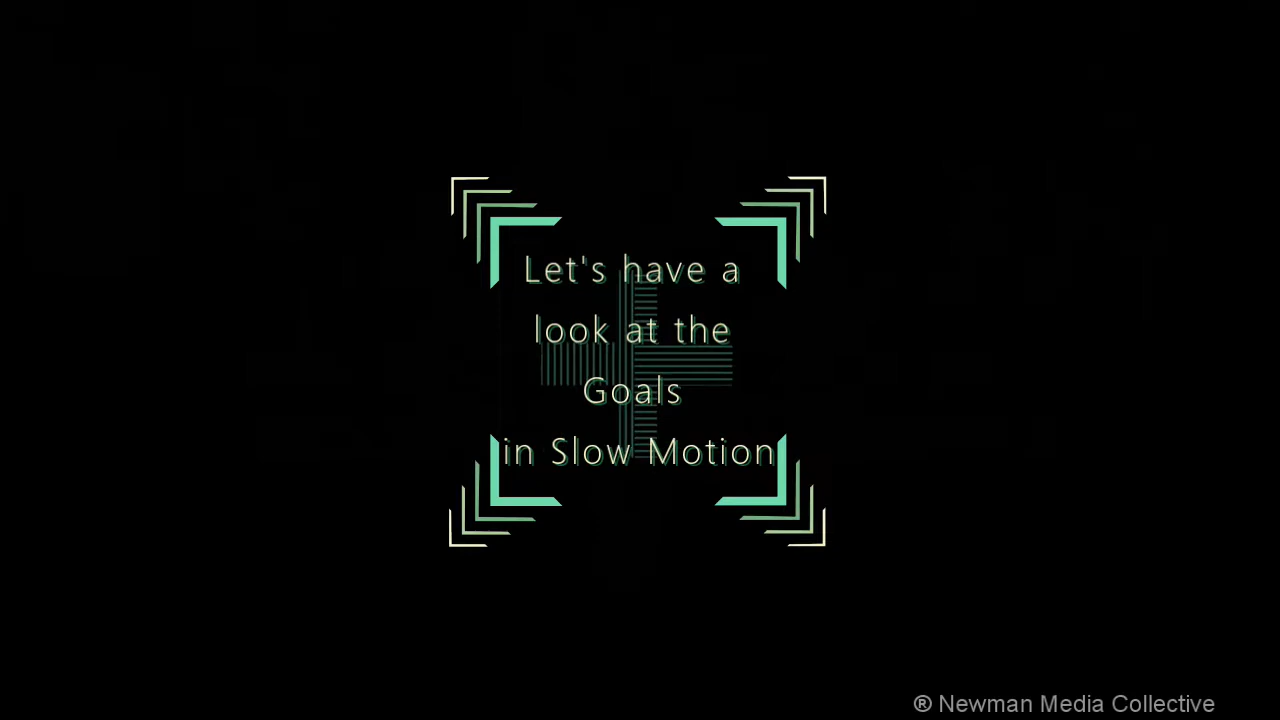 Let's have a
look at the
Goals
in Slow Motion
® Newman Media Collective